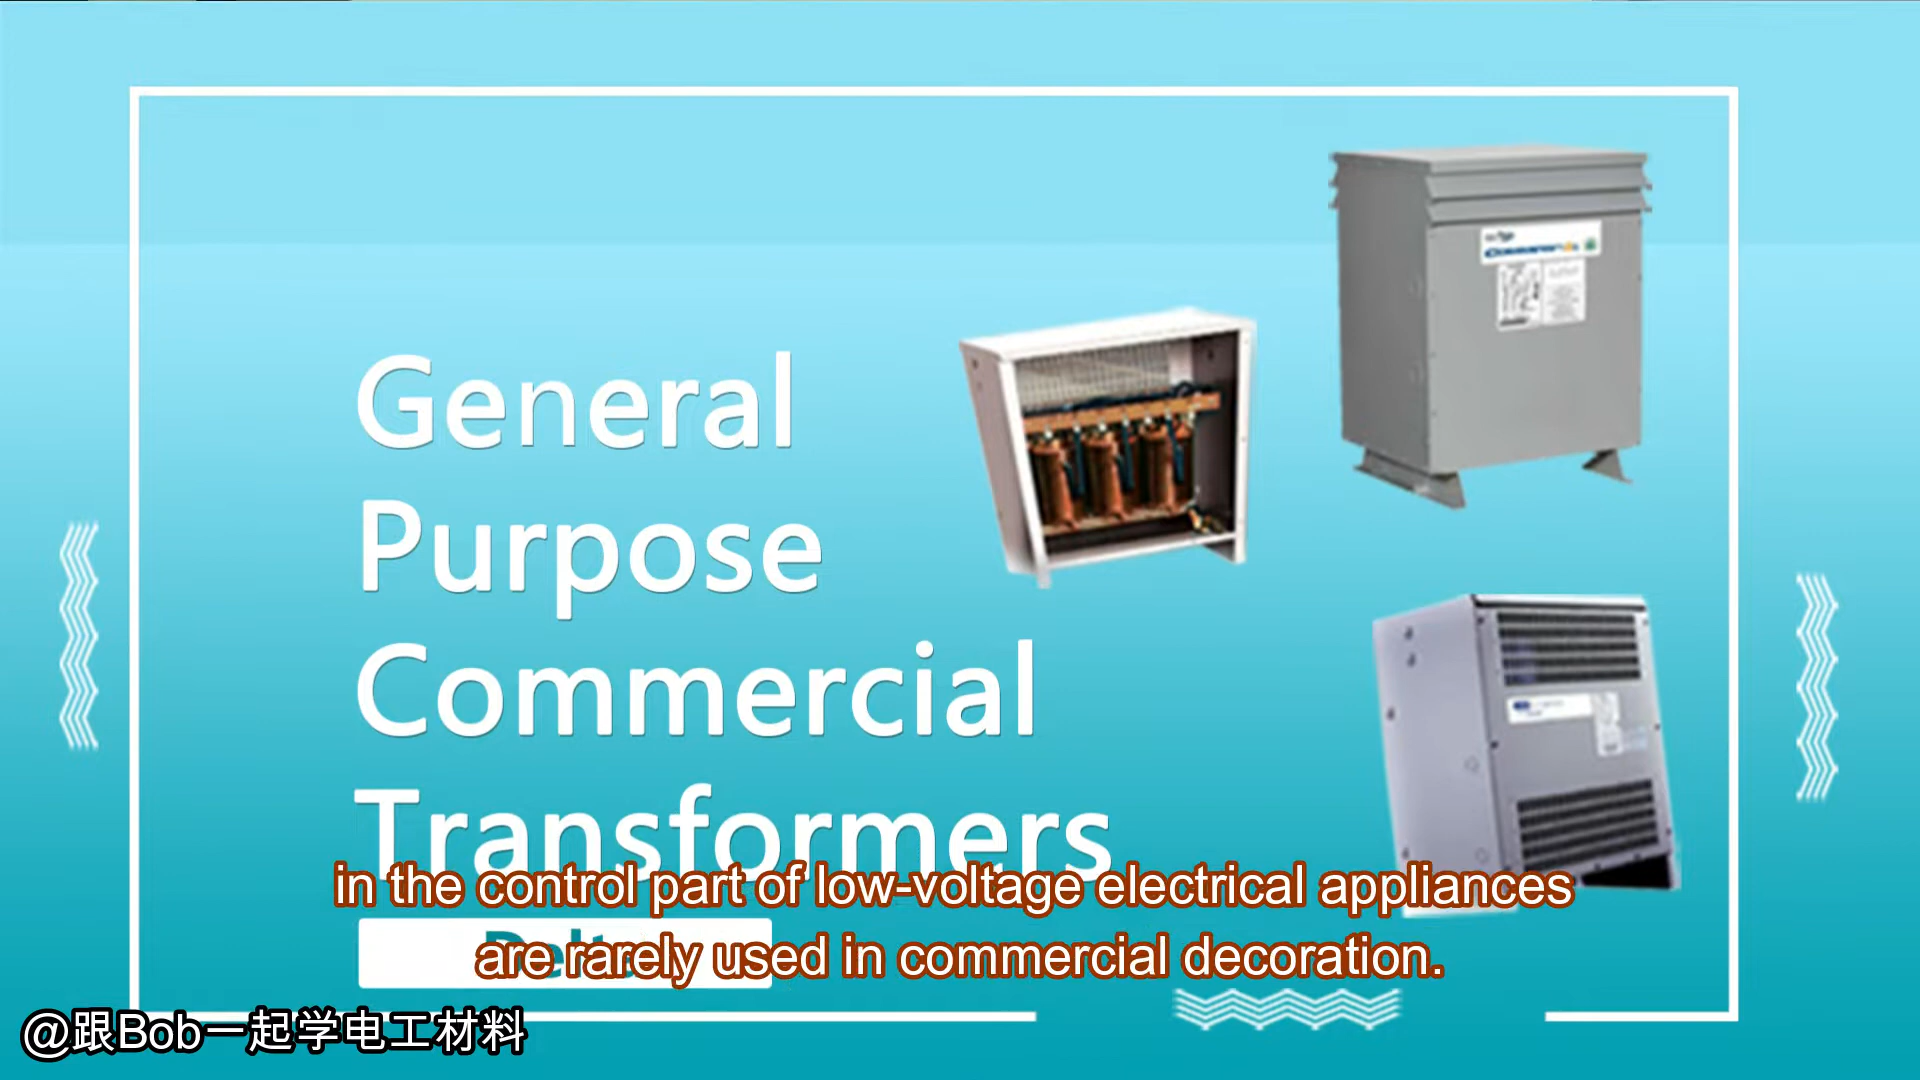 General
Purpose
Commercial
Transformers
in the control part of low-voltage electrical appliances
are rarely used in commercial decoration.
@跟Bob一起学电工材料